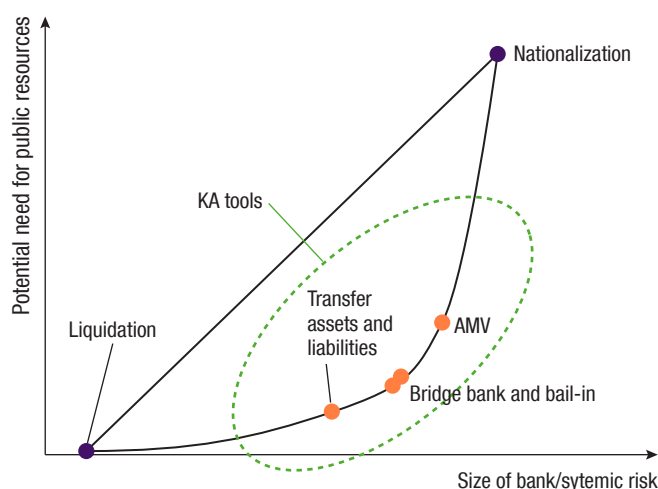 Potential need for public resources
Nationalization
KA tools
Transfer
assets and
liabilities
Liquidation
AMV
Bridge bank and bail-in
Size of bank/sytemic risk